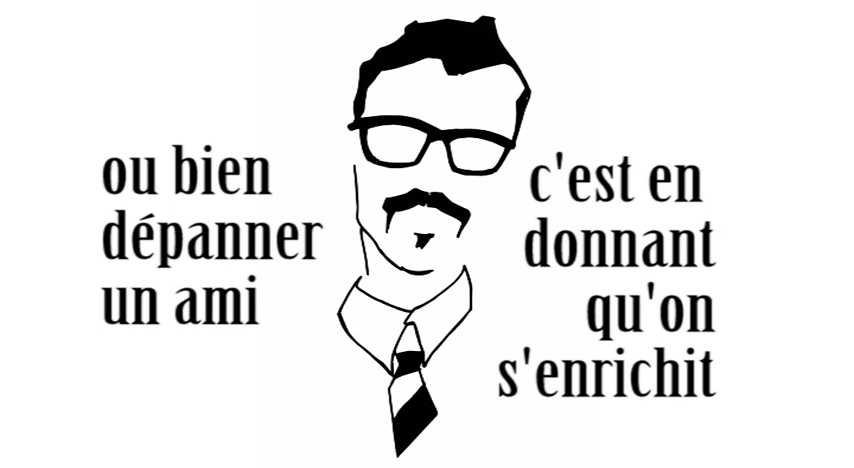 ou bien
dépanner
un ami
c'est en
donnant
qu'on
s'enrichit